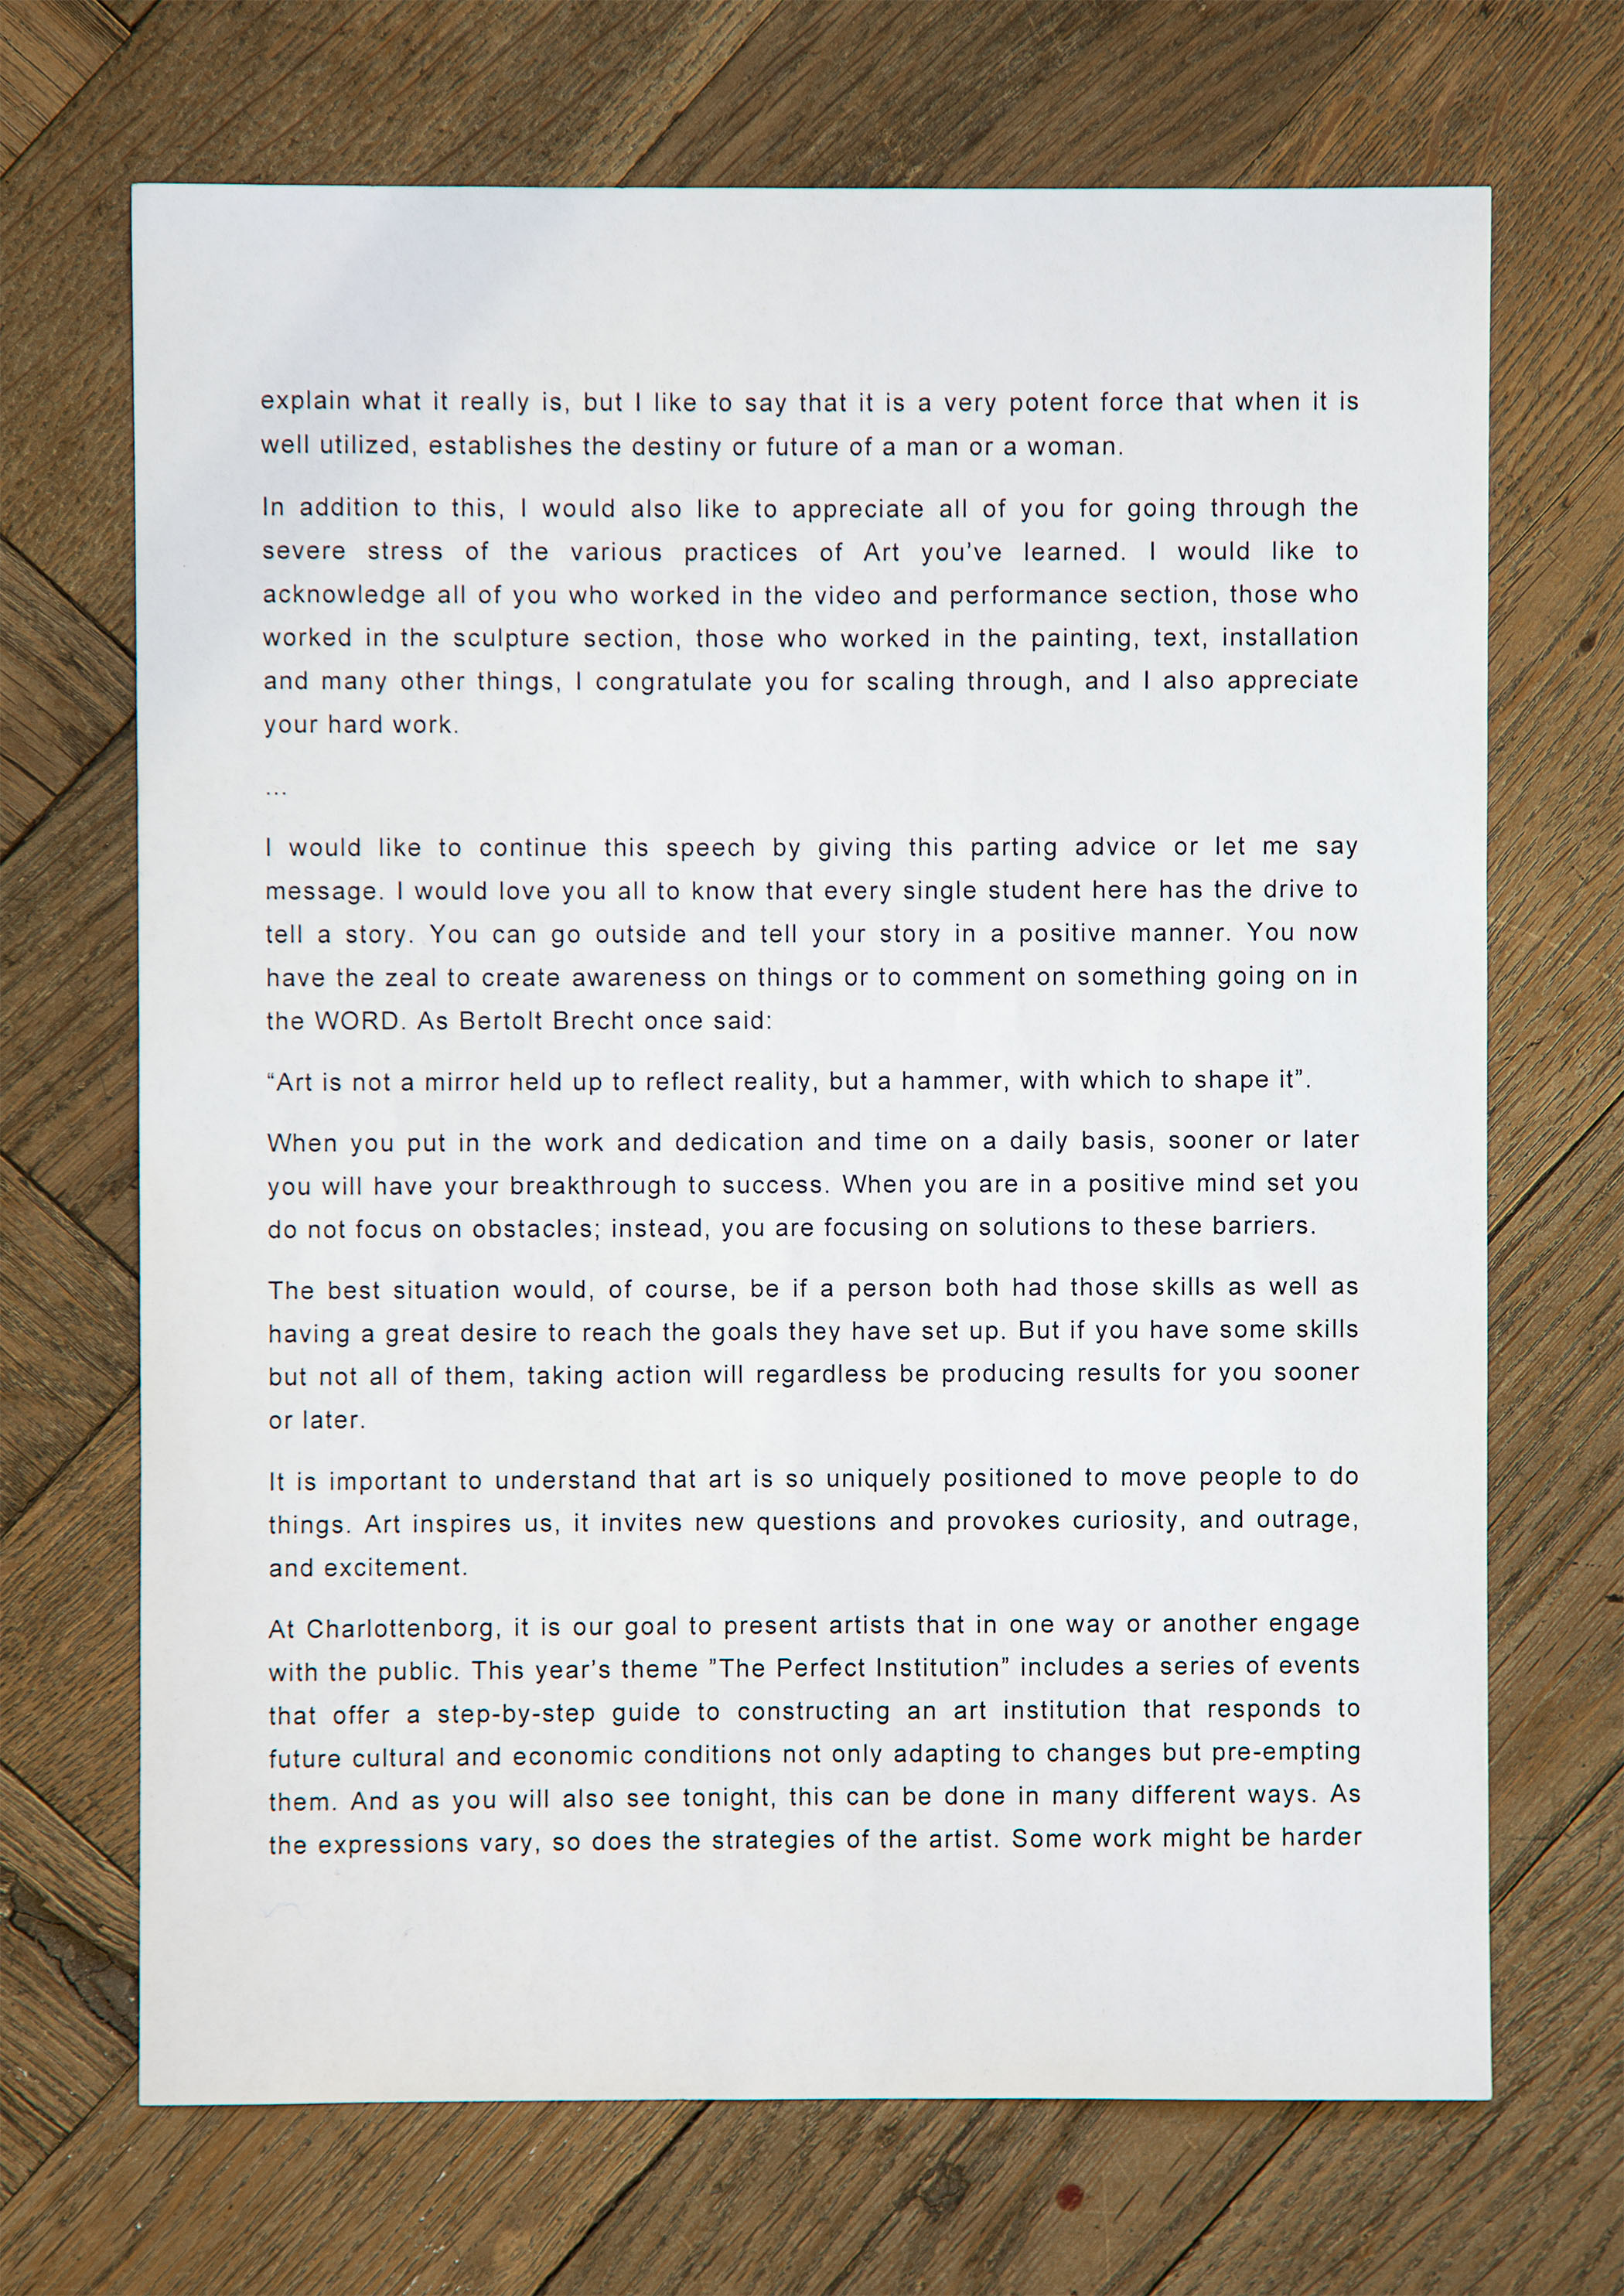 explain what it really is, but I like to say that it is a very potent force that when it is
well utilized, establishes the destiny or future of a man or a woman.
In addition to this, I would also like to appreciate all of you for going through the
severe stress of the various practices of Art you’ve learned. I would like to
acknowledge all of you who worked in the video and performance section, those who
worked in the sculpture section, those who worked in the painting, text, installation
and many other things, I congratulate you for scaling through, and I also appreciate
your hard work.
...
I would like to continue this speech by giving this parting advice or let me say
message. I would love you all to know that every single student here has the drive to
tell a story. You can go outside and tell your story in a positive manner. You now
have the zeal to create awareness on things or to comment on something going on in
the WORD. As Bertolt Brecht once said:
“Art is not a mirror held up to reflect reality, but a hammer, with which to shape it”.
When you put in the work and dedication and time on a daily basis, sooner or later
you will have your breakthrough to success. When you are in a positive mind set you
do not focus on obstacles; instead, you are focusing on solutions to these barriers.
The best situation would, of course, be if a person both had those skills as well as
having a great desire to reach the goals they have set up. But if you have some skills
but not all of them, taking action will regardless be producing results for you sooner
or later.
It is important to understand that art is so uniquely positioned to move people to do
things. Art inspires us, it invites new questions and provokes curiosity, and outrage,
and excitement.
At Charlottenborg, it is our goal to present artists that in one way or another engage
with the public. This year’s theme ”The Perfect Institution” includes a series of events
that offer a step-by-step guide to constructing an art institution that responds to
future cultural and economic conditions not only adapting to changes but pre-empting
them. And as you will also see tonight, this can be done in many different ways. As
the expressions vary, so does the strategies of the artist. Some work might be harder